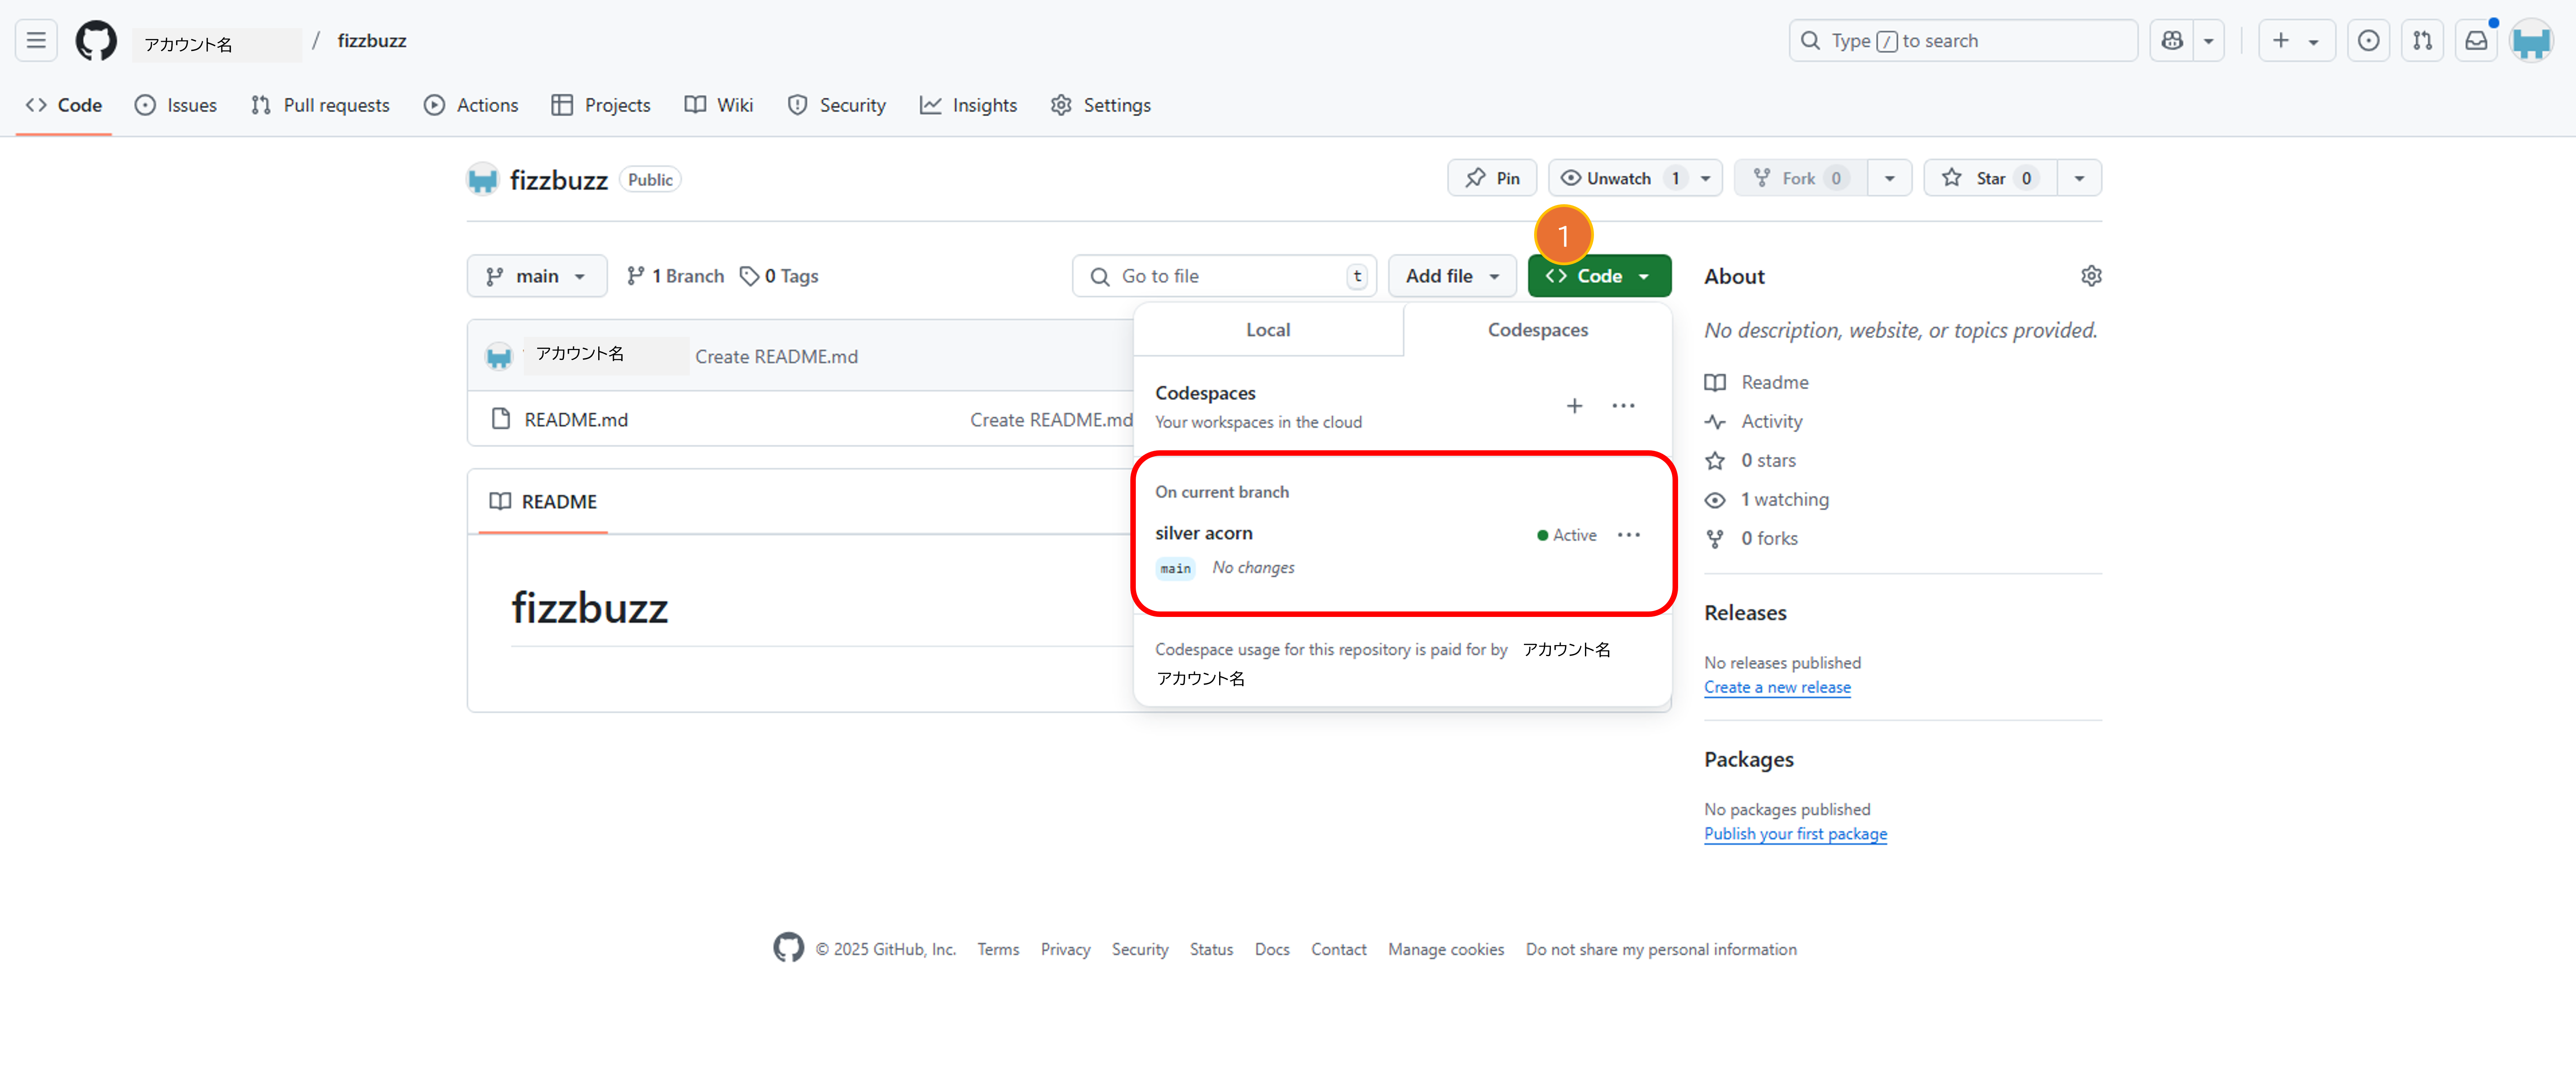 アカウント名 / fizzbuzz
Type / to search
Code Issues Pull requests Actions Projects Wiki Security Insights Settings
fizzbuzz Public
Pin Unwatch 1 Fork 0 Star 0
1
main 1 Branch 0 Tags Go to file t Add file Code
アカウント名 Create README.md
README.md Create README.md
README
fizzbuzz
Local Codespaces
Codespaces
Your workspaces in the cloud
On current branch
silver acorn Active
main No changes
Codespace usage for this repository is paid for by アカウント名
アカウント名
About
No description, website, or topics provided.
Readme
Activity
0 stars
1 watching
0 forks
Releases
No releases published
Create a new release
Packages
No packages published
Publish your first package
© 2025 GitHub, Inc. Terms Privacy Security Status Docs Contact Manage cookies Do not share my personal information